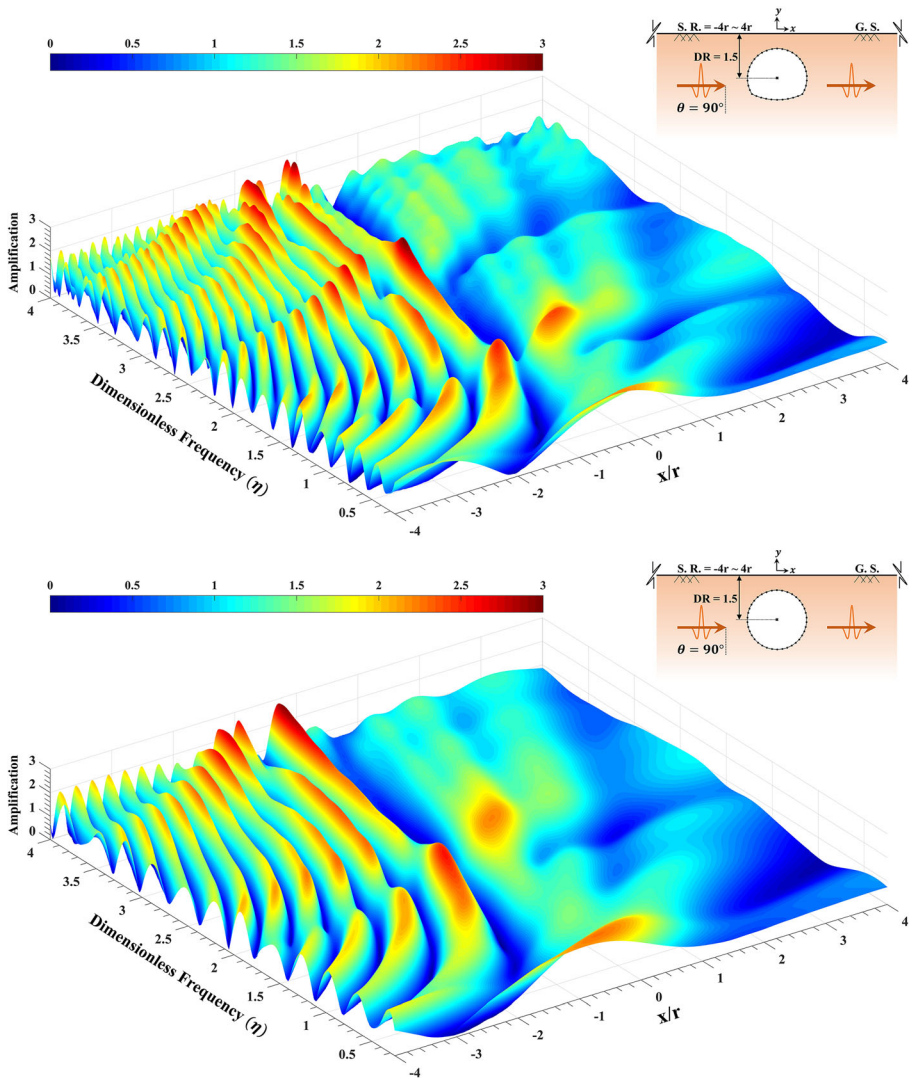 0 0.5 1 1.5 2 2.5 3
y
S. R. = -4r ~ 4r x G. S.
DR = 1.5
θ = 90°
Amplification
3
2
1
0
4 3.5 3 2.5 2 1.5 1 0.5
Dimensionless Frequency (η)
-4 -3 -2 -1 0 1 2 3 4
x/r
0 0.5 1 1.5 2 2.5 3
y
S. R. = -4r ~ 4r x G. S.
DR = 1.5
θ = 90°
Amplification
3
2
1
0
4 3.5 3 2.5 2 1.5 1 0.5
Dimensionless Frequency (η)
-4 -3 -2 -1 0 1 2 3 4
x/r